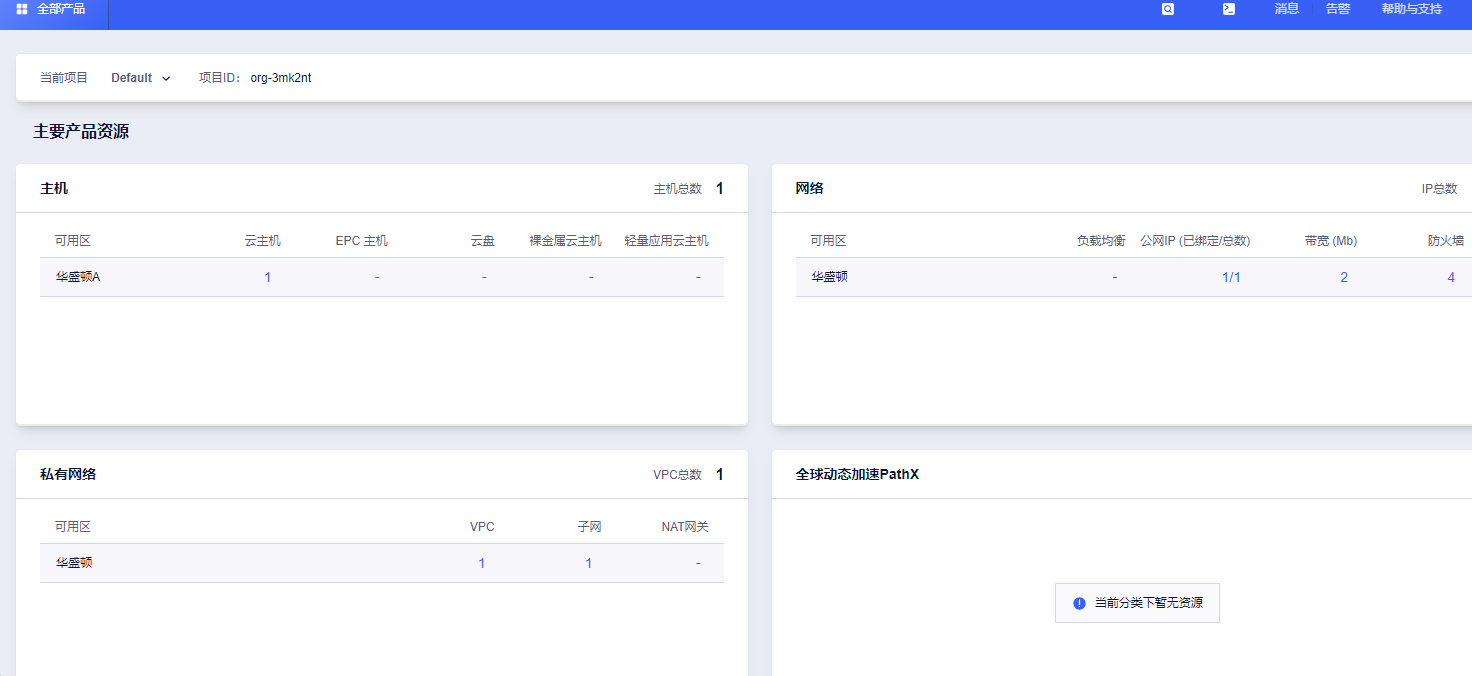 全部产品 消息 告警 帮助与支持
当前项目 Default 项目ID： org-3mk2nt
主要产品资源
主机 主机总数 1
可用区 云主机 EPC 主机 云盘 裸金属云主机 轻量应用云主机
华盛顿A 1 - - - -
网络 IP总数
可用区 负载均衡 公网IP (已绑定/总数) 带宽 (Mb) 防火墙
华盛顿 - 1/1 2 4
私有网络 VPC总数 1
可用区 VPC 子网 NAT网关
华盛顿 1 1 -
全球动态加速PathX
当前分类下暂无资源